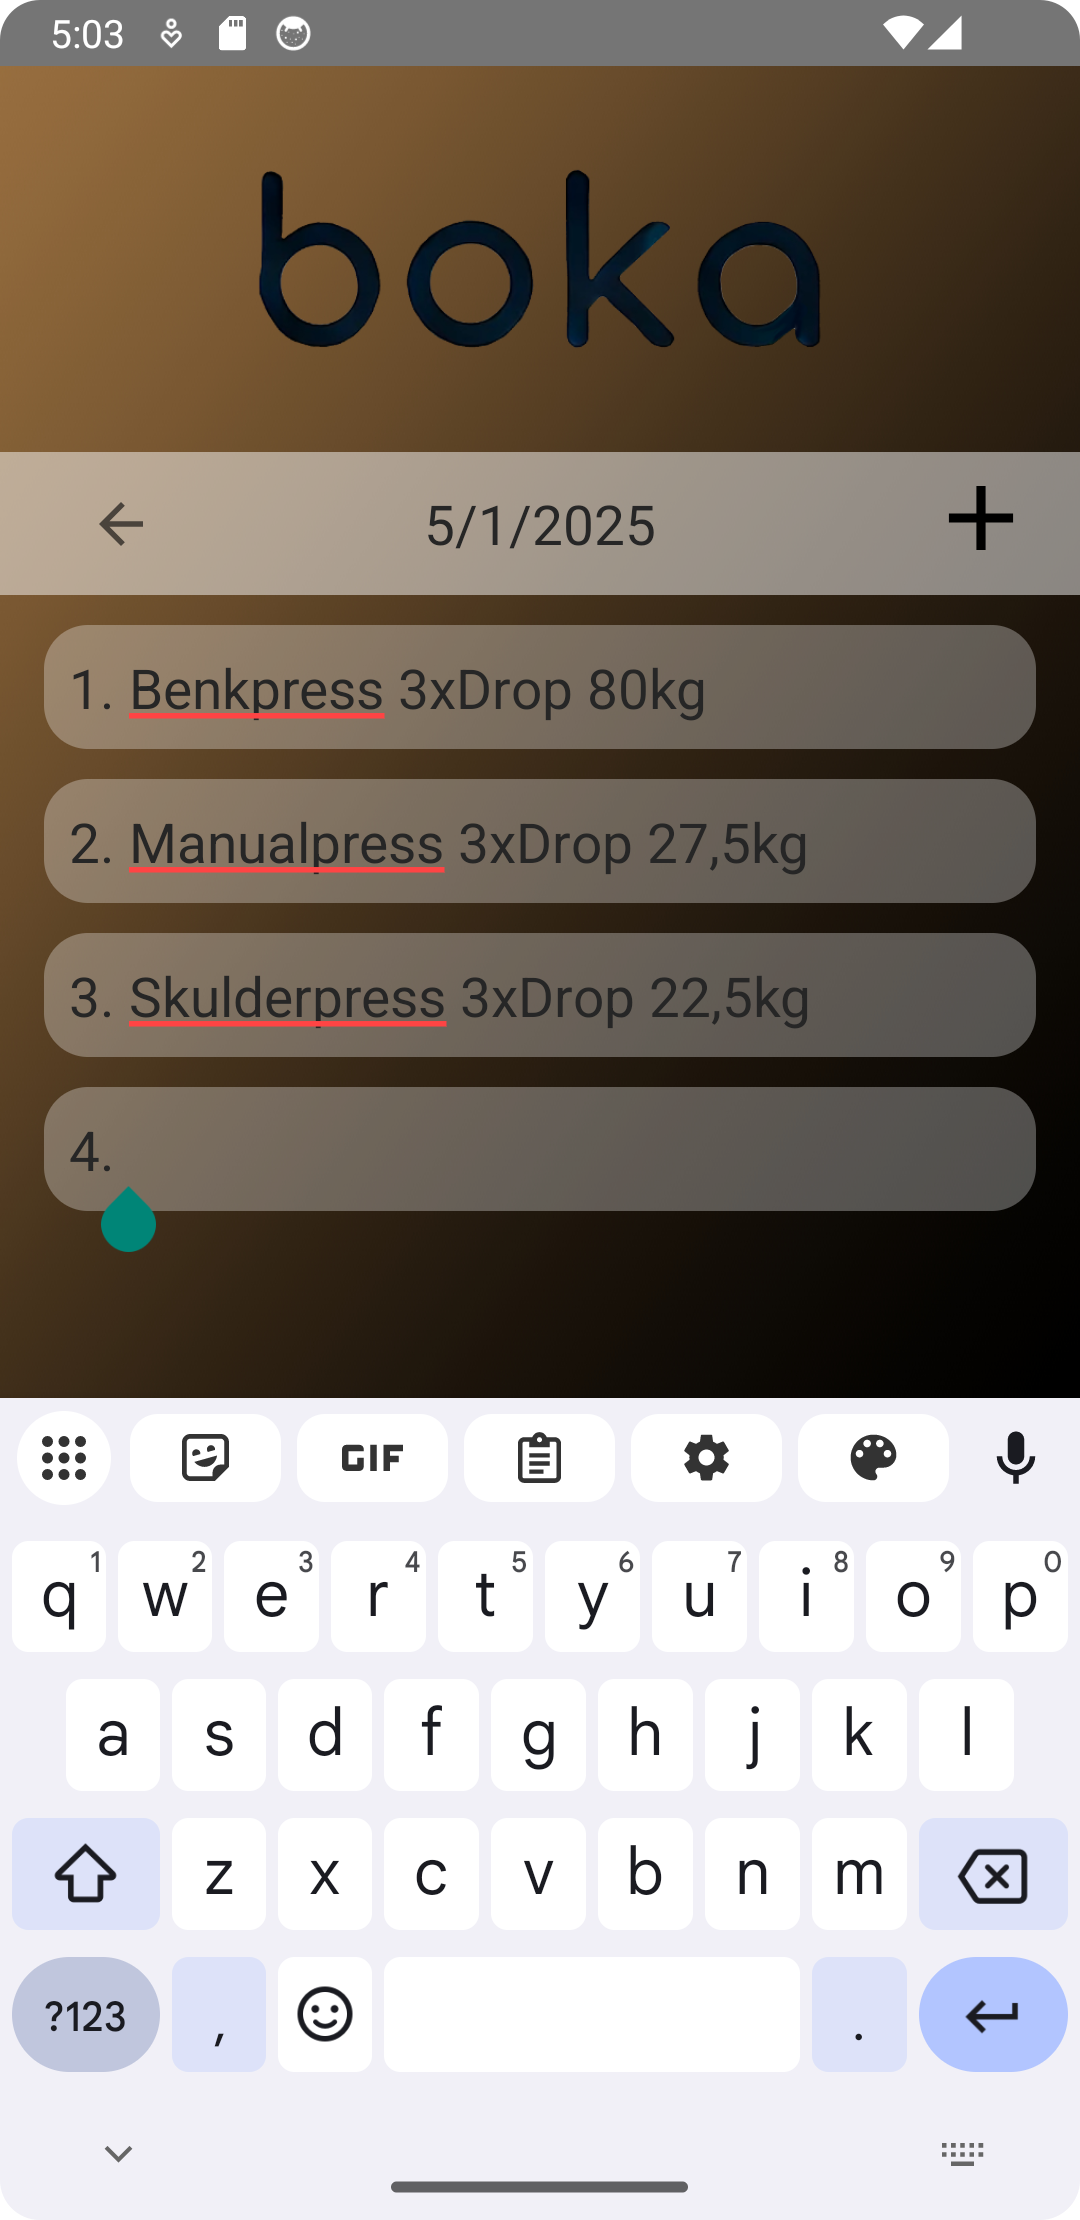 5:03
boka
5/1/2025
1. Benkpress 3xDrop 80kg
2. Manualpress 3xDrop 27,5kg
3. Skulderpress 3xDrop 22,5kg
4.
GIF
q 1 w 2 e 3 r 4 t 5 y 6 u 7 i 8 o 9 p 0
a s d f g h j k l
z x c v b n m
?123 , .